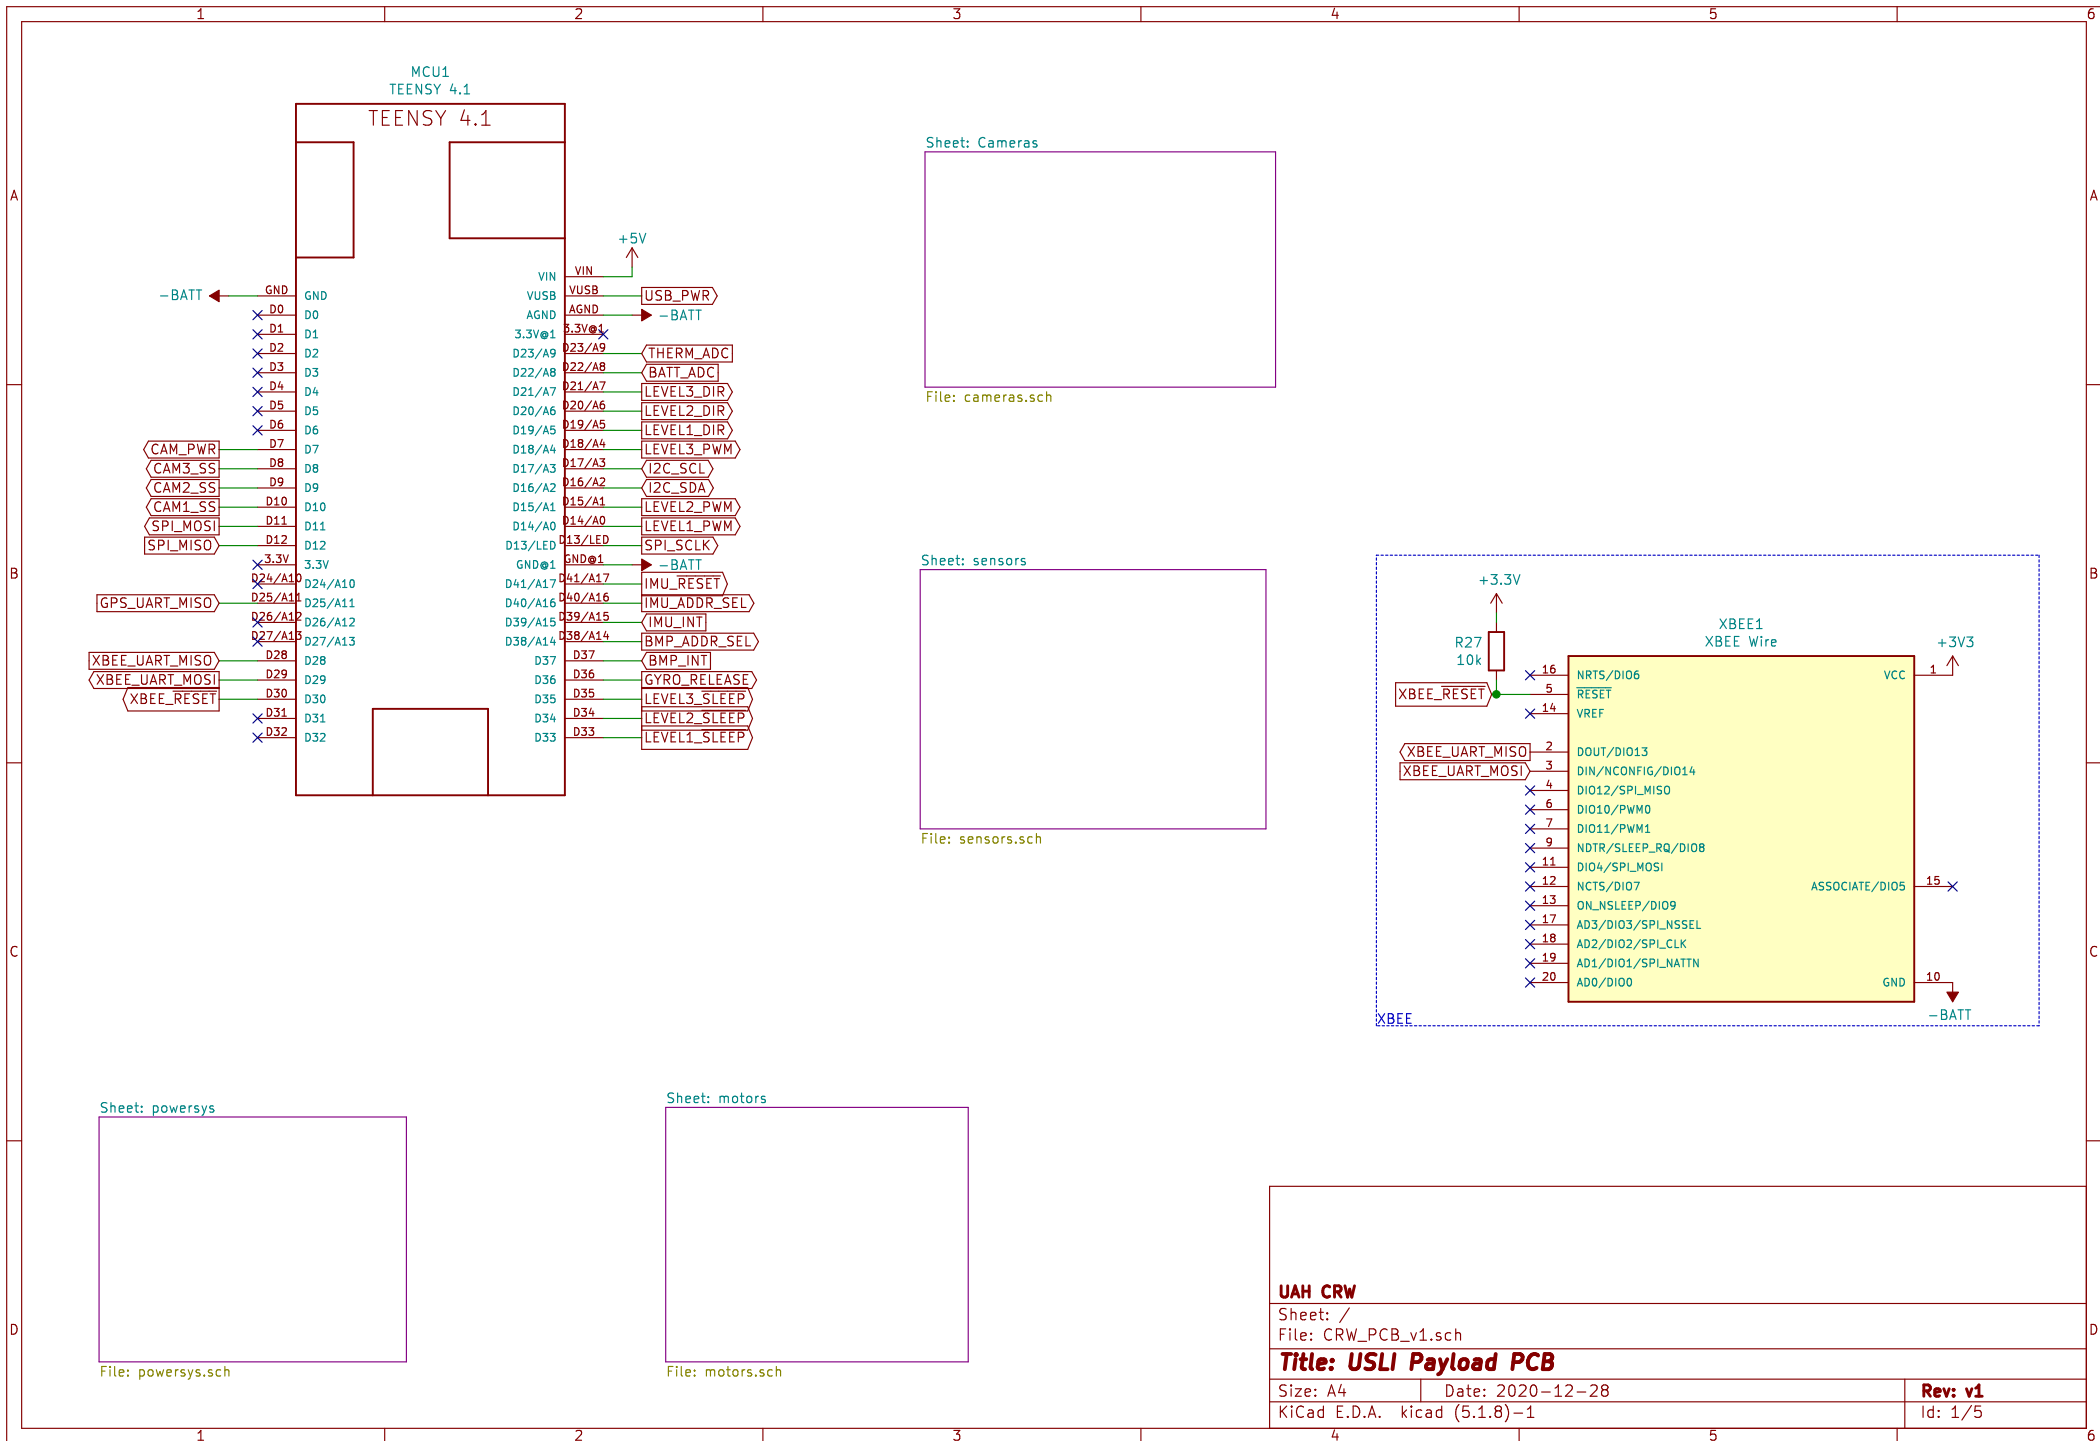 1 2 3 4 5 6
A A
B B
C C
D D
MCU1
TEENSY 4.1
TEENSY 4.1
+5V
VIN VIN
-BATT GND GND
VUSB VUSB USB_PWR
D0 D0
AGND AGND -BATT
D1 D1
3.3V@1 3.3V@1
D2 D2
D23/A9 D23/A9 THERM_ADC
D3 D3
D22/A8 D22/A8 BATT_ADC
D4 D4
D21/A7 D21/A7 LEVEL3_DIR
D5 D5
D20/A6 D20/A6 LEVEL2_DIR
D6 D6
D19/A5 D19/A5 LEVEL1_DIR
CAM_PWR D7 D7
D18/A4 D18/A4 LEVEL3_PWM
CAM3_SS D8 D8
D17/A3 D17/A3 I2C_SCL
CAM2_SS D9 D9
D16/A2 D16/A2 I2C_SDA
CAM1_SS D10 D10
D15/A1 D15/A1 LEVEL2_PWM
SPI_MOSI D11 D11
D14/A0 D14/A0 LEVEL1_PWM
SPI_MISO D12 D12
D13/LED D13/LED SPI_SCLK
3.3V 3.3V
GND@1 GND@1 -BATT
D24/A10 D24/A10
D41/A17 D41/A17 IMU_RESET
GPS_UART_MISO D25/A11 D25/A11
D40/A16 D40/A16 IMU_ADDR_SEL
D26/A12 D26/A12
D39/A15 D39/A15 IMU_INT
D27/A13 D27/A13
D38/A14 D38/A14 BMP_ADDR_SEL
XBEE_UART_MISO D28 D28
D37 D37 BMP_INT
XBEE_UART_MOSI D29 D29
D36 D36 GYRO_RELEASE
XBEE_RESET D30 D30
D35 D35 LEVEL3_SLEEP
D31 D31
D34 D34 LEVEL2_SLEEP
D32 D32
D33 D33 LEVEL1_SLEEP
Sheet: Cameras
File: cameras.sch
Sheet: sensors
File: sensors.sch
+3.3V
R27
10k
XBEE1
XBEE Wire
+3V3
16 NRTS/DIO6
VCC 1
XBEE_RESET 5 RESET
14 VREF
XBEE_UART_MISO 2 DOUT/DIO13
XBEE_UART_MOSI 3 DIN/NCONFIG/DIO14
4 DIO12/SPI_MISO
6 DIO10/PWM0
7 DIO11/PWM1
9 NDTR/SLEEP_RQ/DIO8
11 DIO4/SPI_MOSI
12 NCTS/DIO7
ASSOCIATE/DIO5 15
13 ON_NSLEEP/DIO9
17 AD3/DIO3/SPI_NSSEL
18 AD2/DIO2/SPI_CLK
19 AD1/DIO1/SPI_NATTN
20 AD0/DIO0
GND 10
-BATT
XBEE
Sheet: powersys
File: powersys.sch
Sheet: motors
File: motors.sch
UAH CRW
Sheet: /
File: CRW_PCB_v1.sch
Title: USLI Payload PCB
Size: A4 Date: 2020-12-28 Rev: v1
KiCad E.D.A. kicad (5.1.8)-1 Id: 1/5
1 2 3 4 5 6